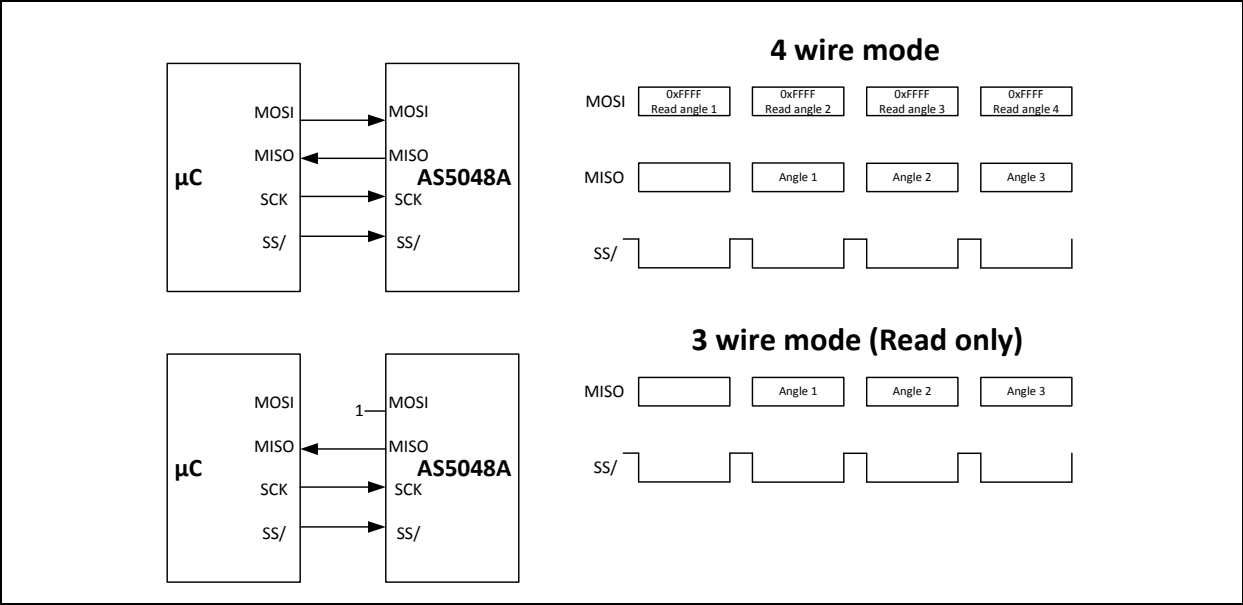 4 wire mode
MOSI
MISO
SCK
SS/
µC
MOSI
MISO
SCK
SS/
AS5048A
MOSI
0xFFFF
Read angle 1
0xFFFF
Read angle 2
0xFFFF
Read angle 3
0xFFFF
Read angle 4
MISO
Angle 1
Angle 2
Angle 3
SS/
3 wire mode (Read only)
MOSI
MISO
SCK
SS/
µC
1
MOSI
MISO
SCK
SS/
AS5048A
MISO
Angle 1
Angle 2
Angle 3
SS/